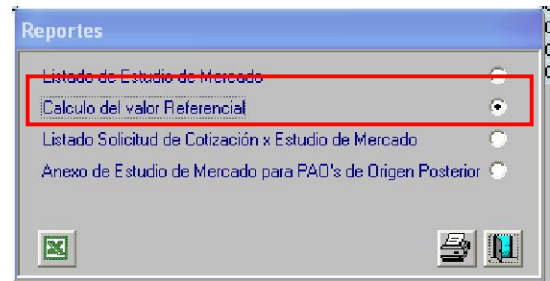 Reportes
Listado de Estudio de Mercado
Calculo del valor Referencial
Listado Solicitud de Cotización x Estudio de Mercado
Anexo de Estudio de Mercado para PAO's de Origen Posterior